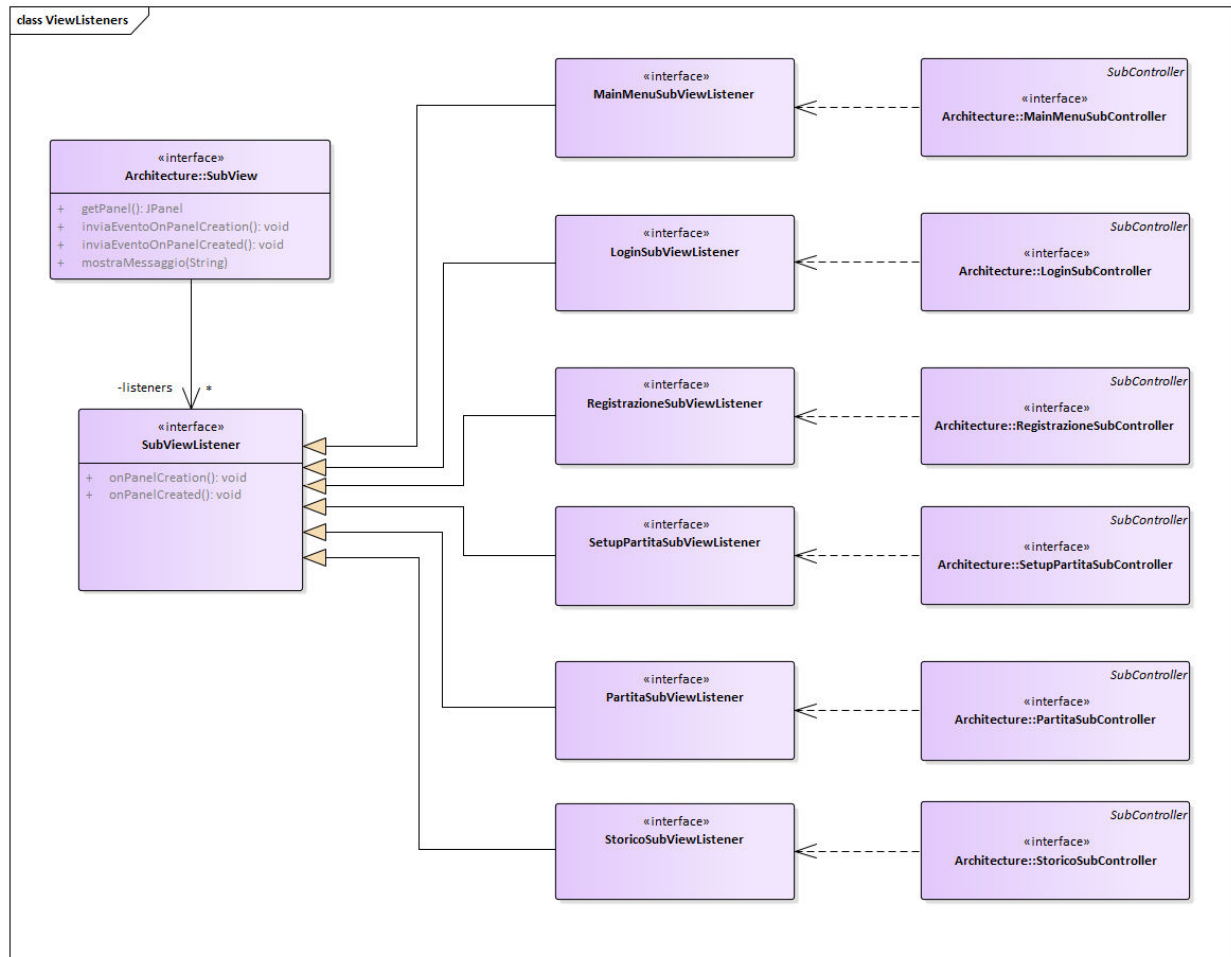 class ViewListeners
«interface»
Architecture::SubView
+ getPanel(): JPanel
+ inviaEventoOnPanelCreation(): void
+ inviaEventoOnPanelCreated(): void
+ mostraMessaggio(String)
-listeners *
«interface»
SubViewListener
+ onPanelCreation(): void
+ onPanelCreated(): void
«interface»
MainMenuSubViewListener
SubController
«interface»
Architecture::MainMenuSubController
«interface»
LoginSubViewListener
SubController
«interface»
Architecture::LoginSubController
«interface»
RegistrazioneSubViewListener
SubController
«interface»
Architecture::RegistrazioneSubController
«interface»
SetupPartitaSubViewListener
SubController
«interface»
Architecture::SetupPartitaSubController
«interface»
PartitaSubViewListener
SubController
«interface»
Architecture::PartitaSubController
«interface»
StoricoSubViewListener
SubController
«interface»
Architecture::StoricoSubController